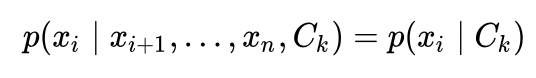 p(x_i | x_{i+1}, …, x_n, C_k) = p(x_i | C_k)